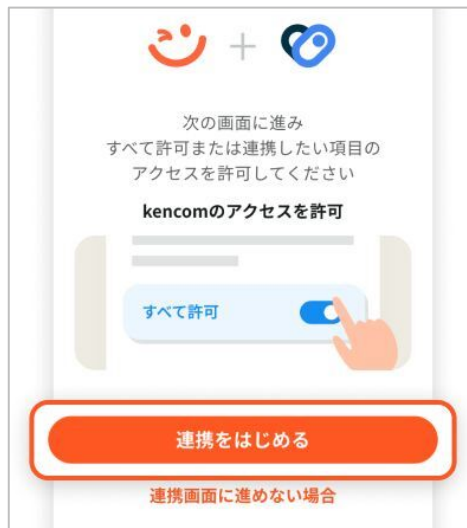 次の画面に進み
すべて許可または連携したい項目の
アクセスを許可してください
kencomのアクセスを許可
すべて許可
連携をはじめる
連携画面に進めない場合